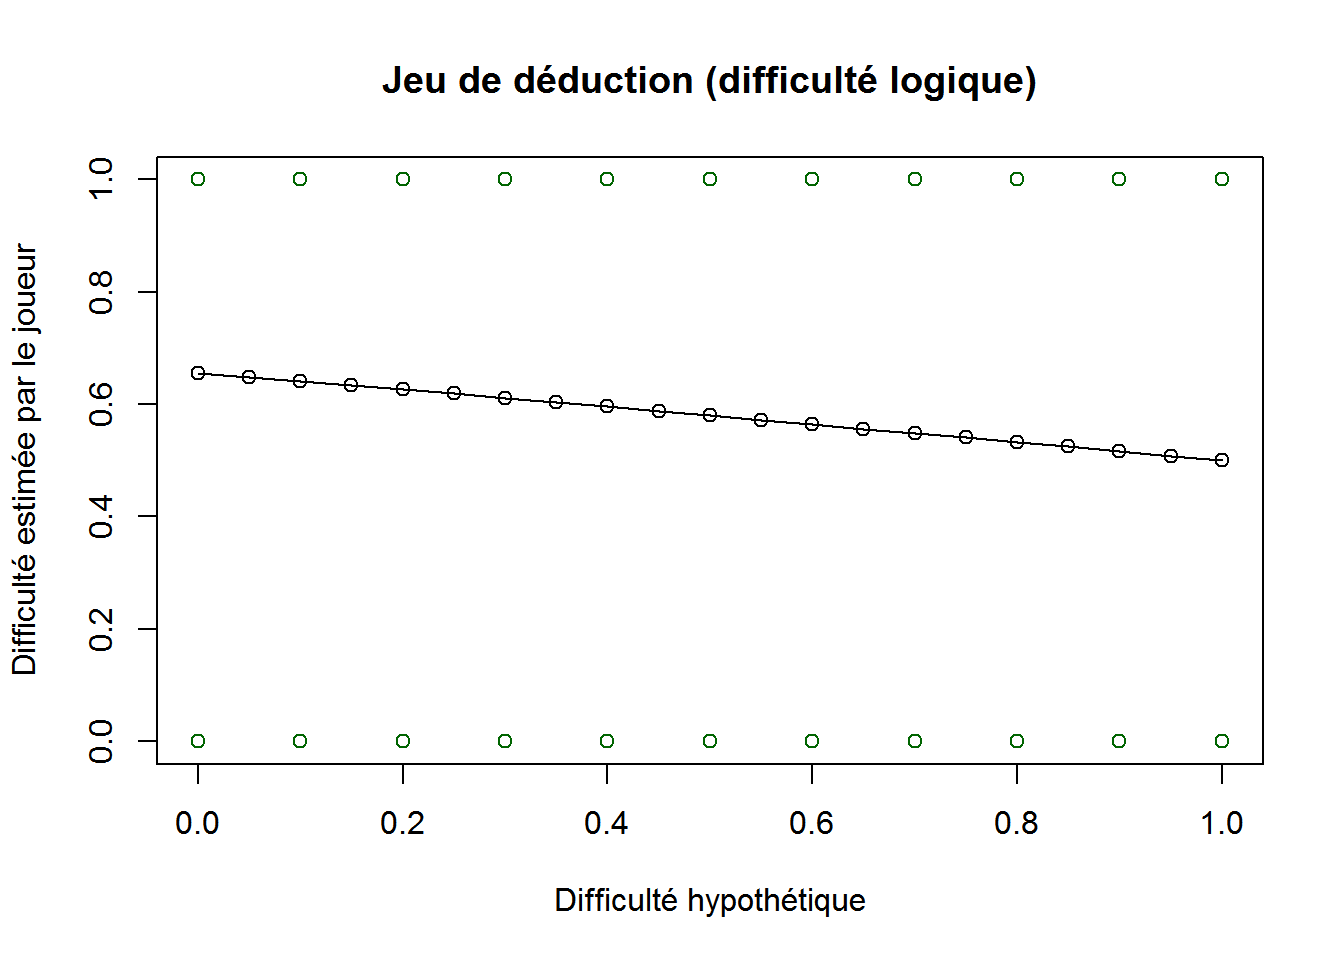 Jeu de déduction (difficulté logique)
Difficulté estimée par le joueur
1.0
0.8
0.6
0.4
0.2
0.0
0.0 0.2 0.4 0.6 0.8 1.0
Difficulté hypothétique